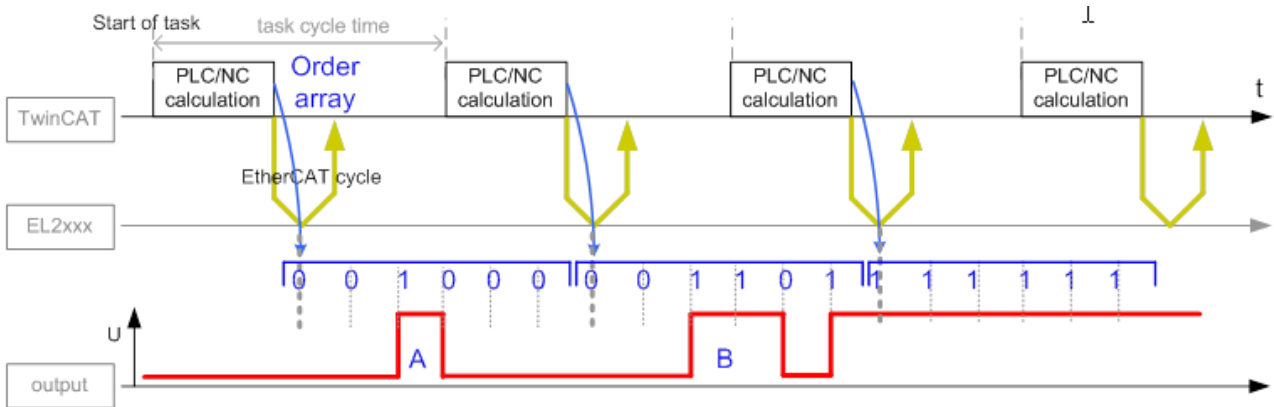 Start of task
task cycle time
PLC/NC
calculation
Order
array
PLC/NC
calculation
PLC/NC
calculation
PLC/NC
calculation
t
TwinCAT
EtherCAT cycle
EL2xxx
0 0 1 0 0 0 0 0 1 1 0 1 1 1 1 1 1 1
U
A
B
output